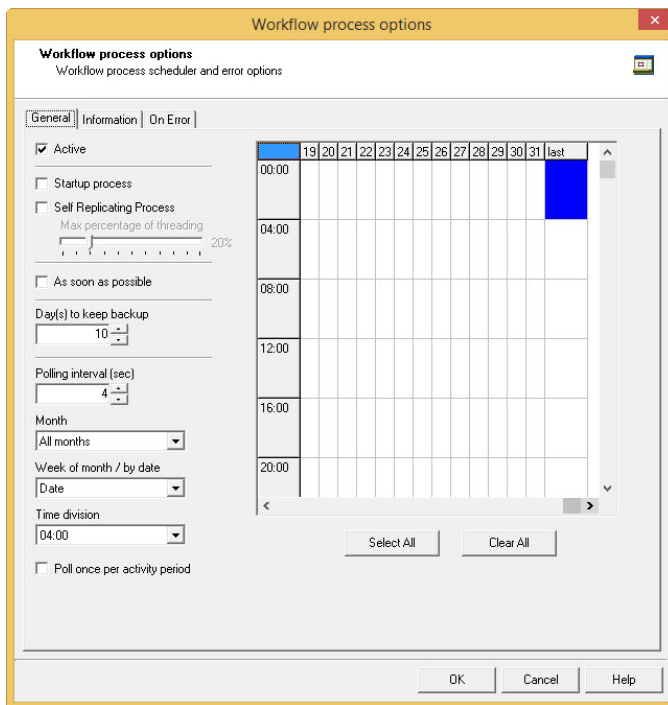 Workflow process options
Workflow process options
Workflow process scheduler and error options
General Information On Error
Active
Startup process
Self Replicating Process
Max percentage of threading
20%
As soon as possible
Day(s) to keep backup
10
Polling interval (sec)
4
Month
All months
Week of month / by date
Date
Time division
04:00
Poll once per activity period
19 20 21 22 23 24 25 26 27 28 29 30 31 last
00:00
04:00
08:00
12:00
16:00
20:00
Select All Clear All
OK Cancel Help